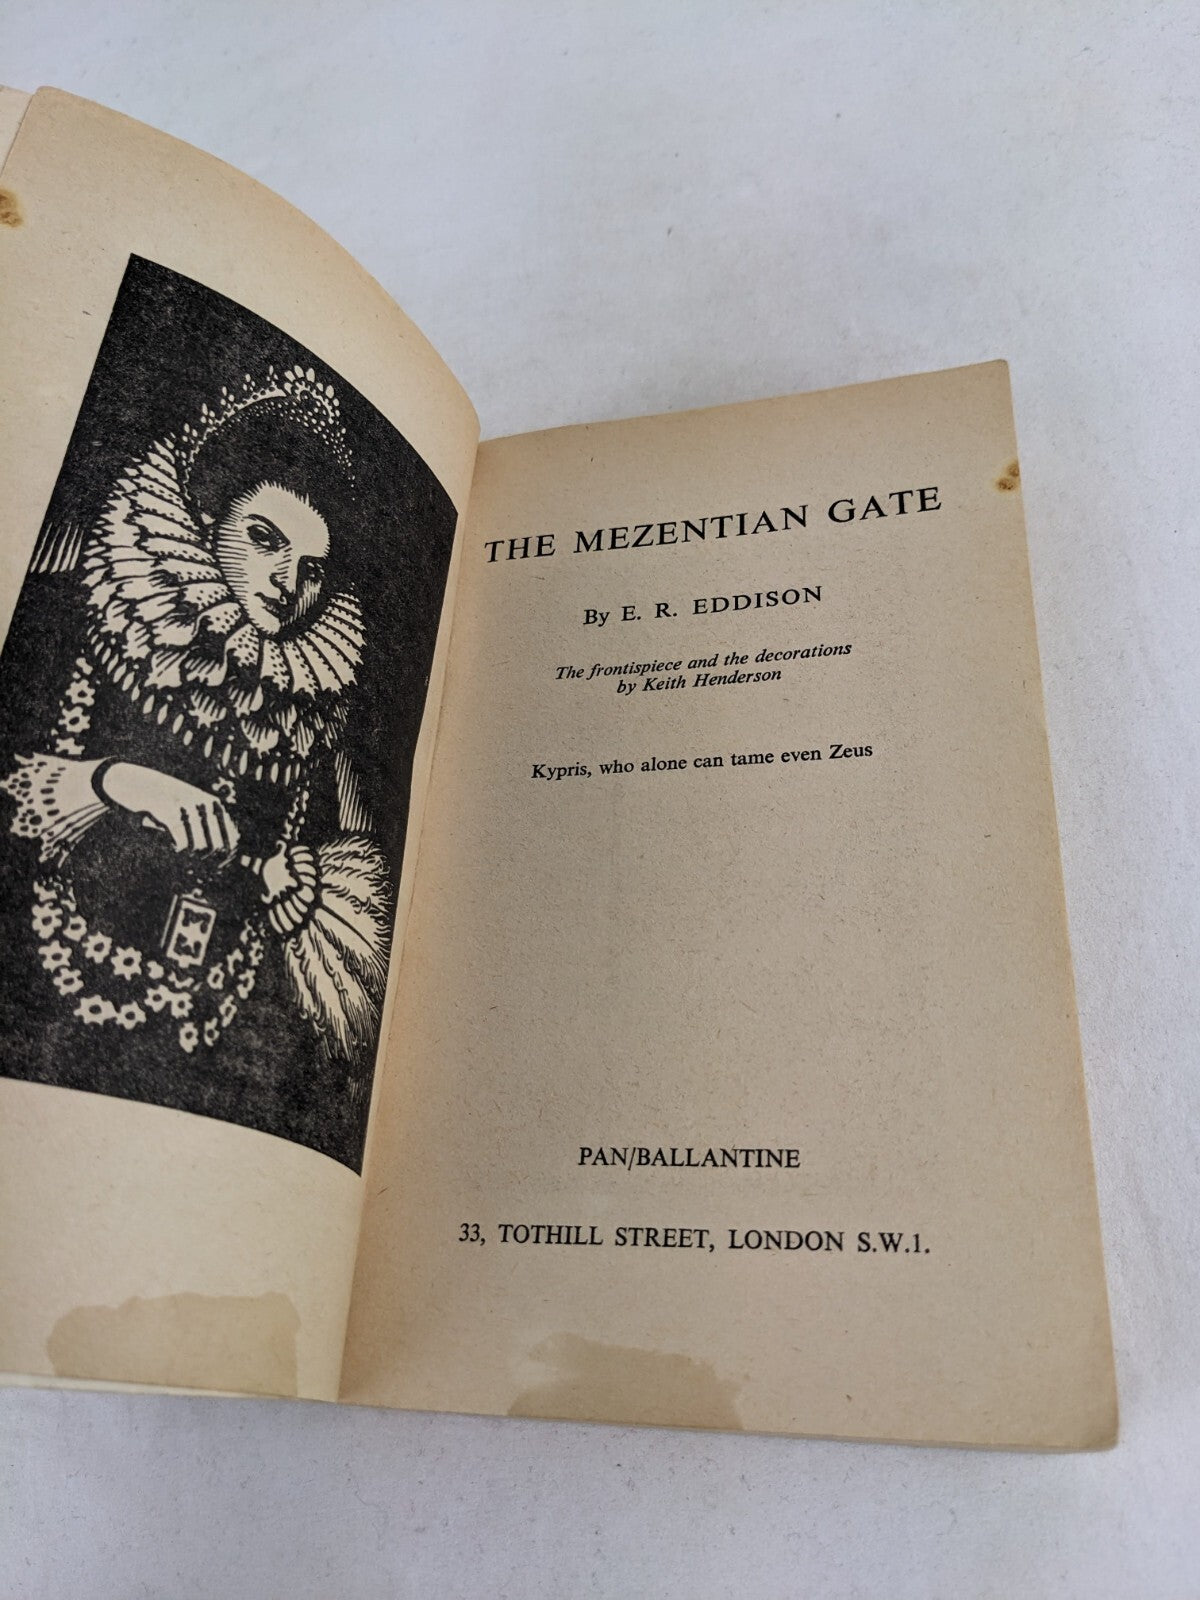 THE MEZENTIAN GATE
By E. R. EDDISON
The frontispiece and the decorations
by Keith Henderson
Kypris, who alone can tame even Zeus
PAN/BALLANTINE
33, TOTHILL STREET, LONDON S.W.1.